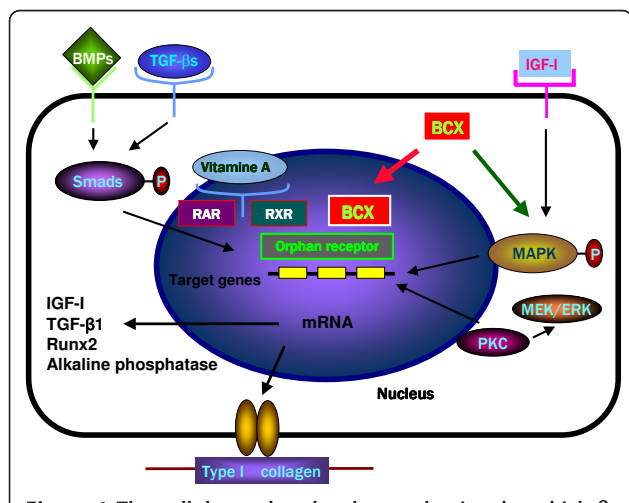 BMPs
TGF-βs
IGF-I
BCX
Smads
P
Vitamine A
RAR
RXR
BCX
Orphan receptor
MAPK
P
Target genes
IGF-I
TGF-β1
Runx2
Alkaline phosphatase
mRNA
MEK/ERK
PKC
Nucleus
Type I collagen